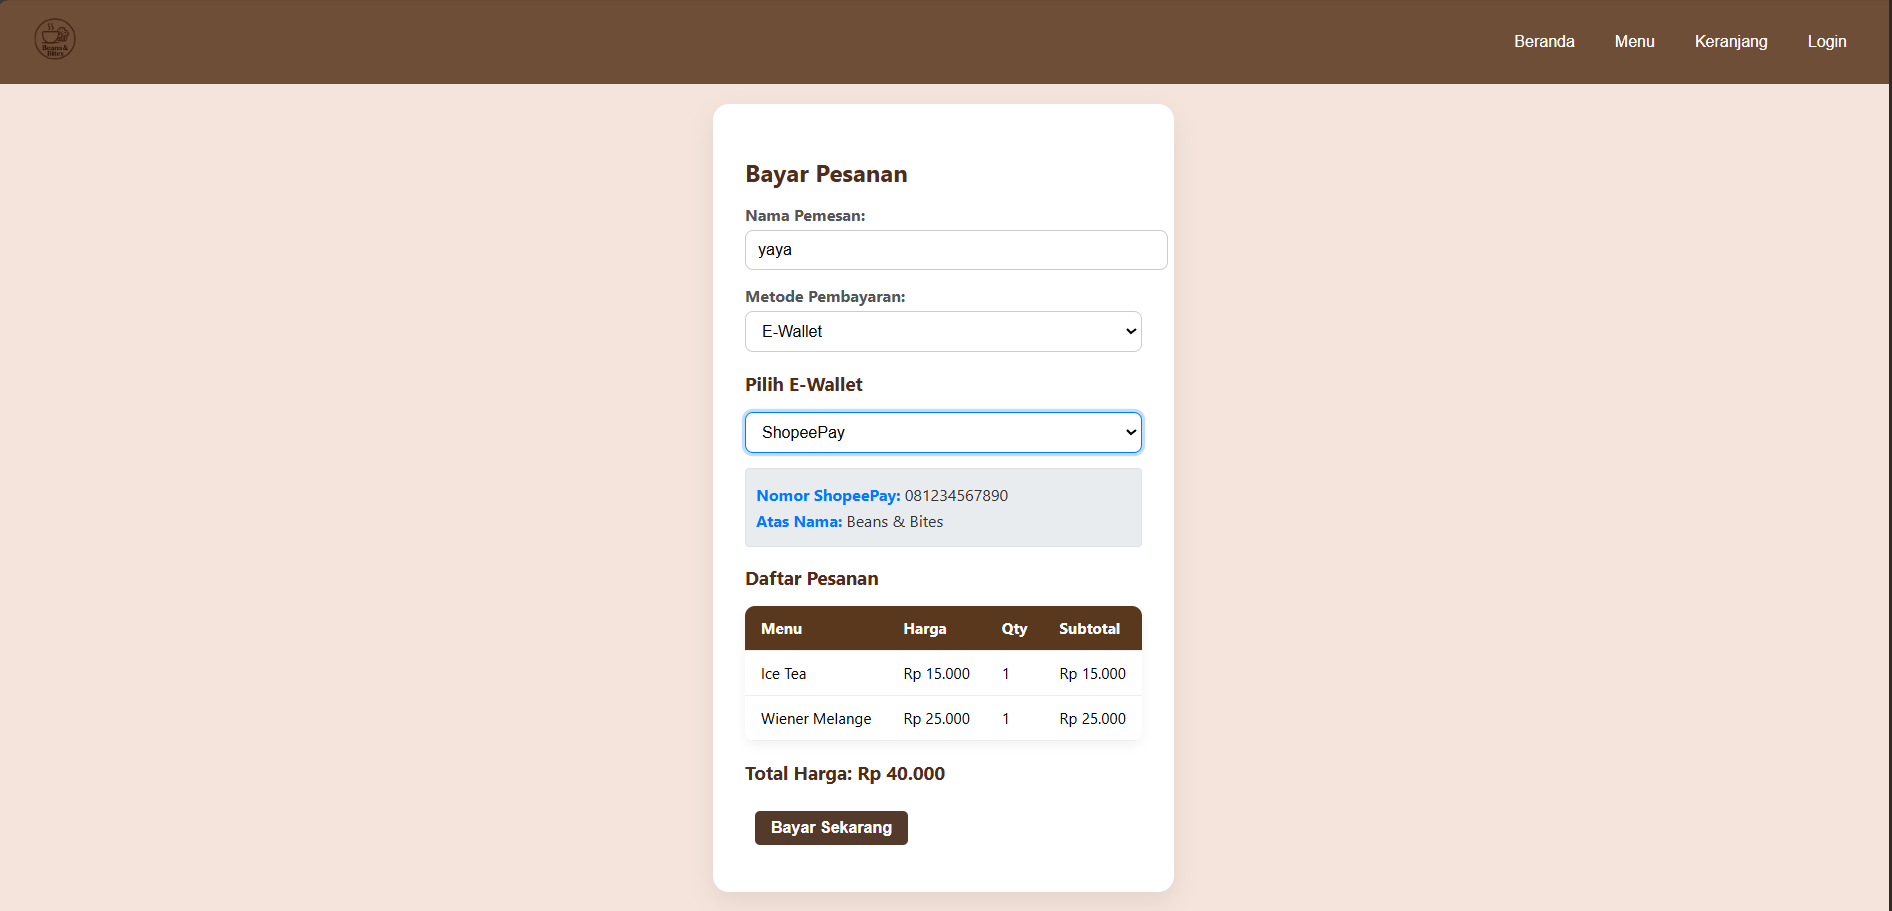 Beans &
Bites
Beranda Menu Keranjang Login
Bayar Pesanan
Nama Pemesan:
yaya
Metode Pembayaran:
E-Wallet
Pilih E-Wallet
ShopeePay
Nomor ShopeePay: 081234567890
Atas Nama: Beans & Bites
Daftar Pesanan
Menu Harga Qty Subtotal
Ice Tea Rp 15.000 1 Rp 15.000
Wiener Melange Rp 25.000 1 Rp 25.000
Total Harga: Rp 40.000
Bayar Sekarang